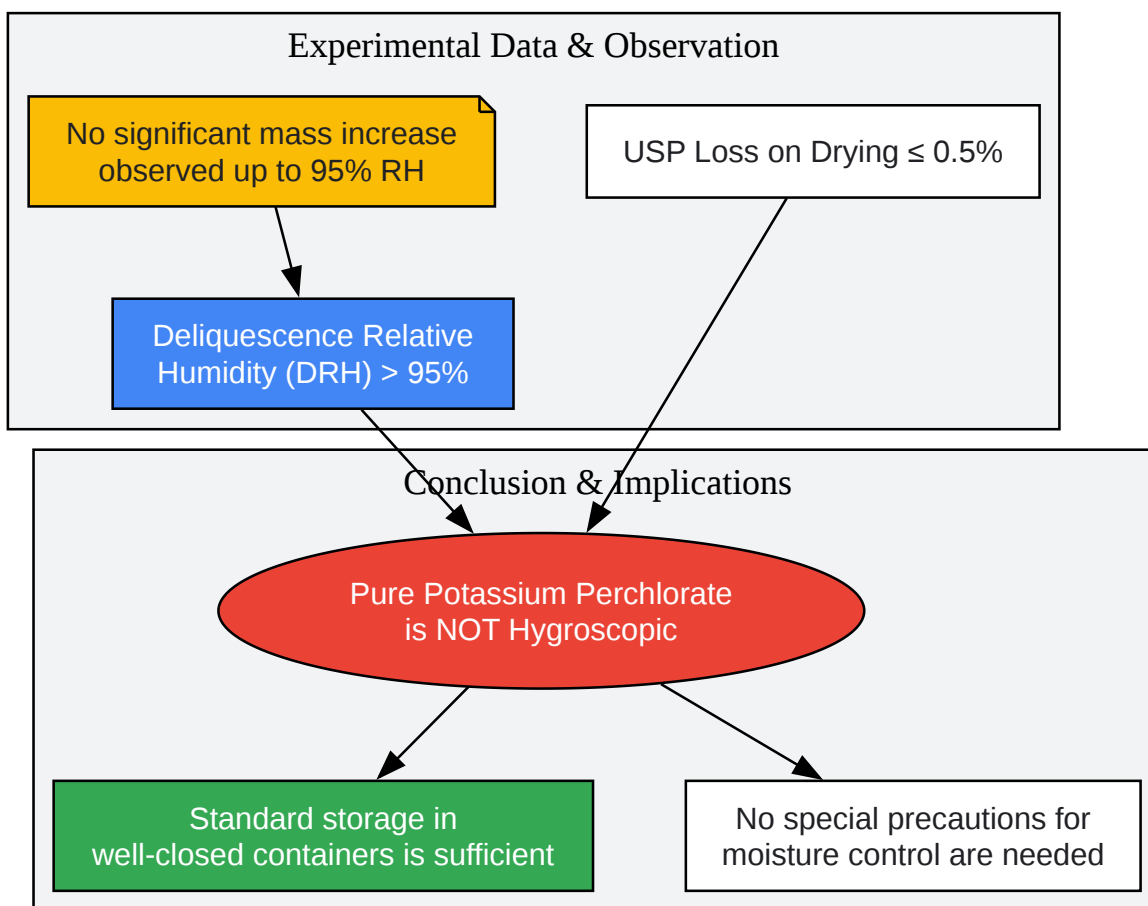 Experimental Data & Observation
No significant mass increase
observed up to 95% RH
USP Loss on Drying ≤ 0.5%
Deliquescence Relative
Humidity (DRH) > 95%
Conclusion & Implications
Pure Potassium Perchlorate
is NOT Hygroscopic
Standard storage in
well-closed containers is sufficient
No special precautions for
moisture control are needed